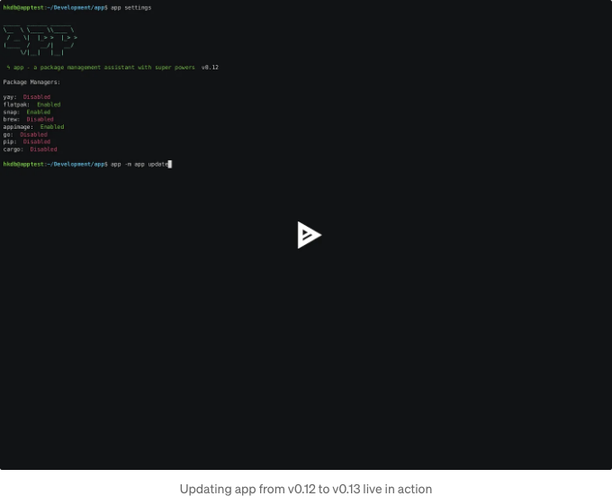 hkdb@apptest:~/Development/app$ app settings
app - a package management assistant with super powers v0.12
Package Managers:
yay: Disabled
flatpak: Enabled
snap: Enabled
brew: Disabled
appimage: Enabled
go: Disabled
pip: Disabled
cargo: Disabled
hkdb@apptest:~/Development/app$ app -m app update
Updating app from v0.12 to v0.13 live in action